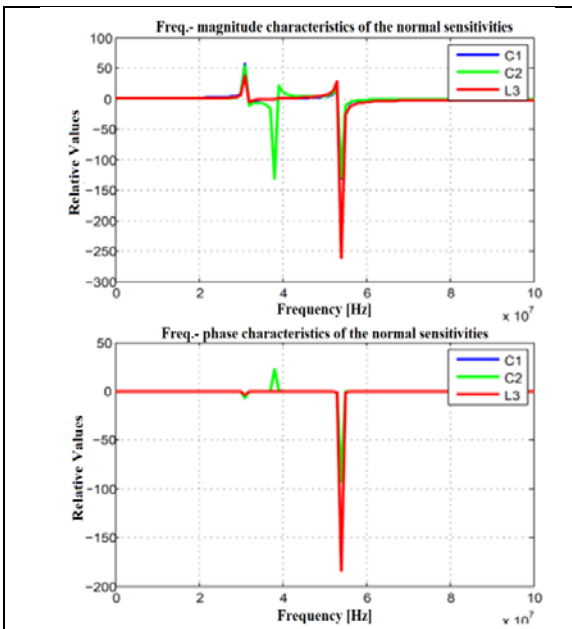 Freq.- magnitude characteristics of the normal sensitivities
100
50
0
−50
−100
−150
−200
−250
−300
Relative Values
C1
C2
L3
0
2
4
6
8
10
Frequency [Hz]
x 10^7
Freq.- phase characteristics of the normal sensitivities
50
0
−50
−100
−150
−200
Relative Values
C1
C2
L3
0
2
4
6
8
10
Frequency [Hz]
x 10^7